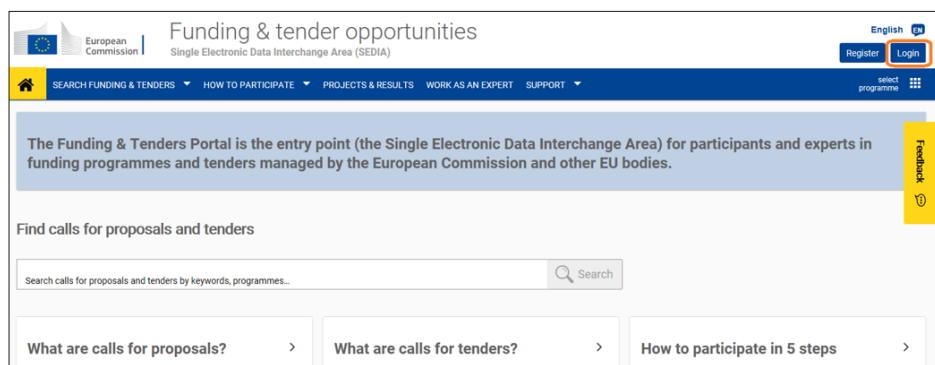 European
Commission
Funding & tender opportunities
Single Electronic Data Interchange Area (SEDIA)
English EN
Register Login
SEARCH FUNDING & TENDERS HOW TO PARTICIPATE PROJECTS & RESULTS WORK AS AN EXPERT SUPPORT
select
programme
The Funding & Tenders Portal is the entry point (the Single Electronic Data Interchange Area) for participants and experts in
funding programmes and tenders managed by the European Commission and other EU bodies.
Feedback
Find calls for proposals and tenders
Search calls for proposals and tenders by keywords, programmes...
Search
What are calls for proposals?
What are calls for tenders?
How to participate in 5 steps